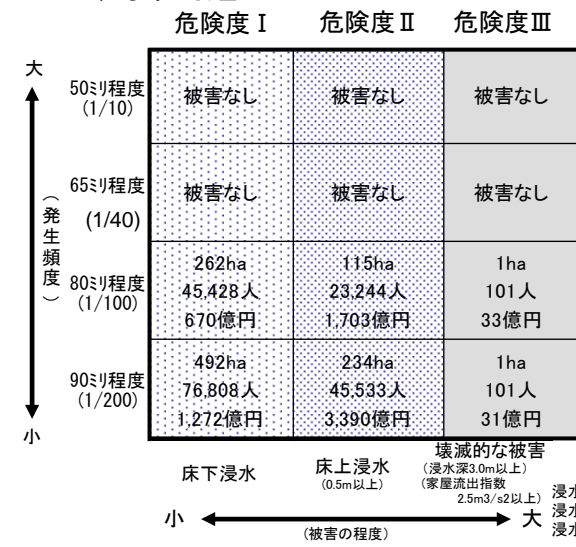 危険度Ⅰ 危険度Ⅱ 危険度Ⅲ
大
50ミリ程度
(1/10)
被害なし 被害なし 被害なし
65ミリ程度
(1/40)
被害なし 被害なし 被害なし
(発生頻度)
80ミリ程度
(1/100)
262ha 115ha 1ha
45,428人 23,244人 101人
670億円 1,703億円 33億円
90ミリ程度
(1/200)
492ha 234ha 1ha
76,808人 45,533人 101人
1,272億円 3,390億円 31億円
小
床下浸水
床上浸水
(0.5m以上)
壊滅的な被害
(浸水深3.0m以上)
(家屋流出指数
2.5m3/s2以上)
小 大
(被害の程度)
浸水
浸水
浸水